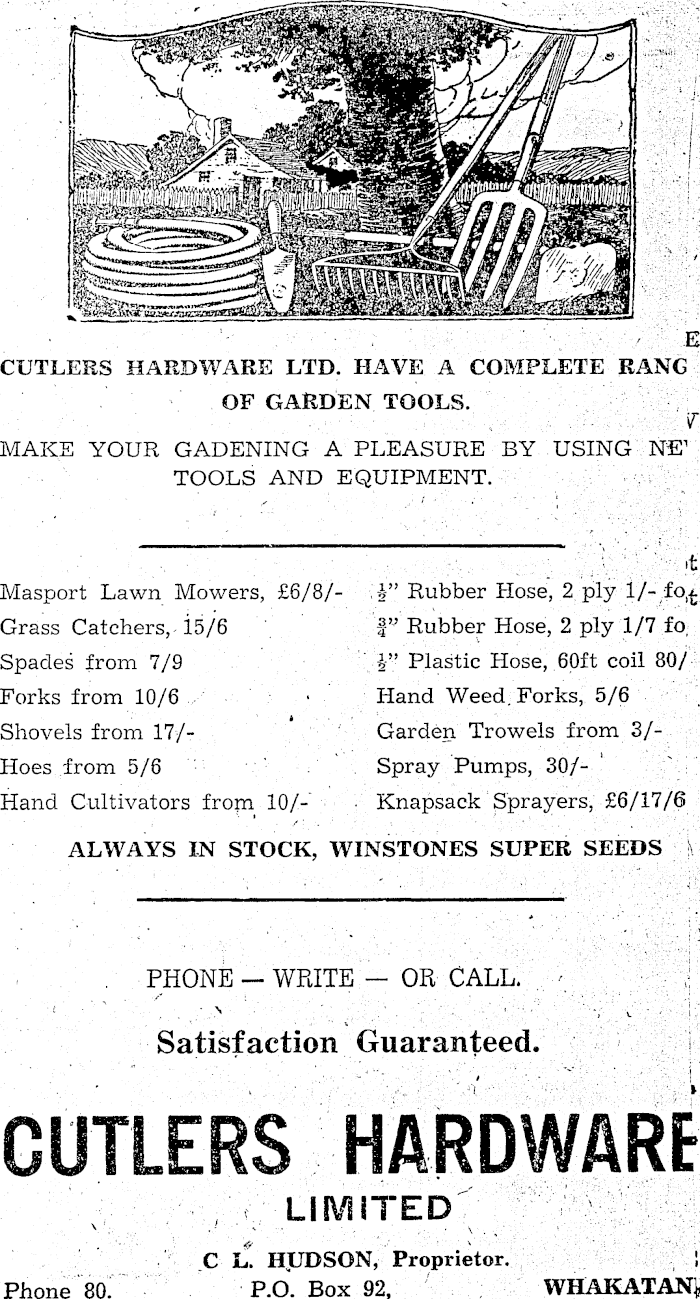 CUTLERS HARDWARE LTD. HAVE A COMPLETE RANG
OF GARDEN TOOLS.
MAKE YOUR GADENING A PLEASURE BY USING NE
TOOLS AND EQUIPMENT.
Masport Lawn Mowers, £6/8/-
Grass Catchers, 15/6
Spades from 7/9
Forks from 10/6
Shovels from 17/-
Hoes from 5/6
Hand Cultivators from 10/-
½” Rubber Hose, 2 ply 1/- fo
¾” Rubber Hose, 2 ply 1/7 fo
½” Plastic Hose, 60ft coil 80/
Hand Weed Forks, 5/6
Garden Trowels from 3/-
Spray Pumps, 30/-
Knapsack Sprayers, £6/17/6
ALWAYS IN STOCK, WINSTONES SUPER SEEDS
PHONE — WRITE — OR CALL.
Satisfaction Guaranteed.
CUTLERS HARDWARE
LIMITED
C L. HUDSON, Proprietor.
Phone 80. P.O. Box 92, WHAKATAN